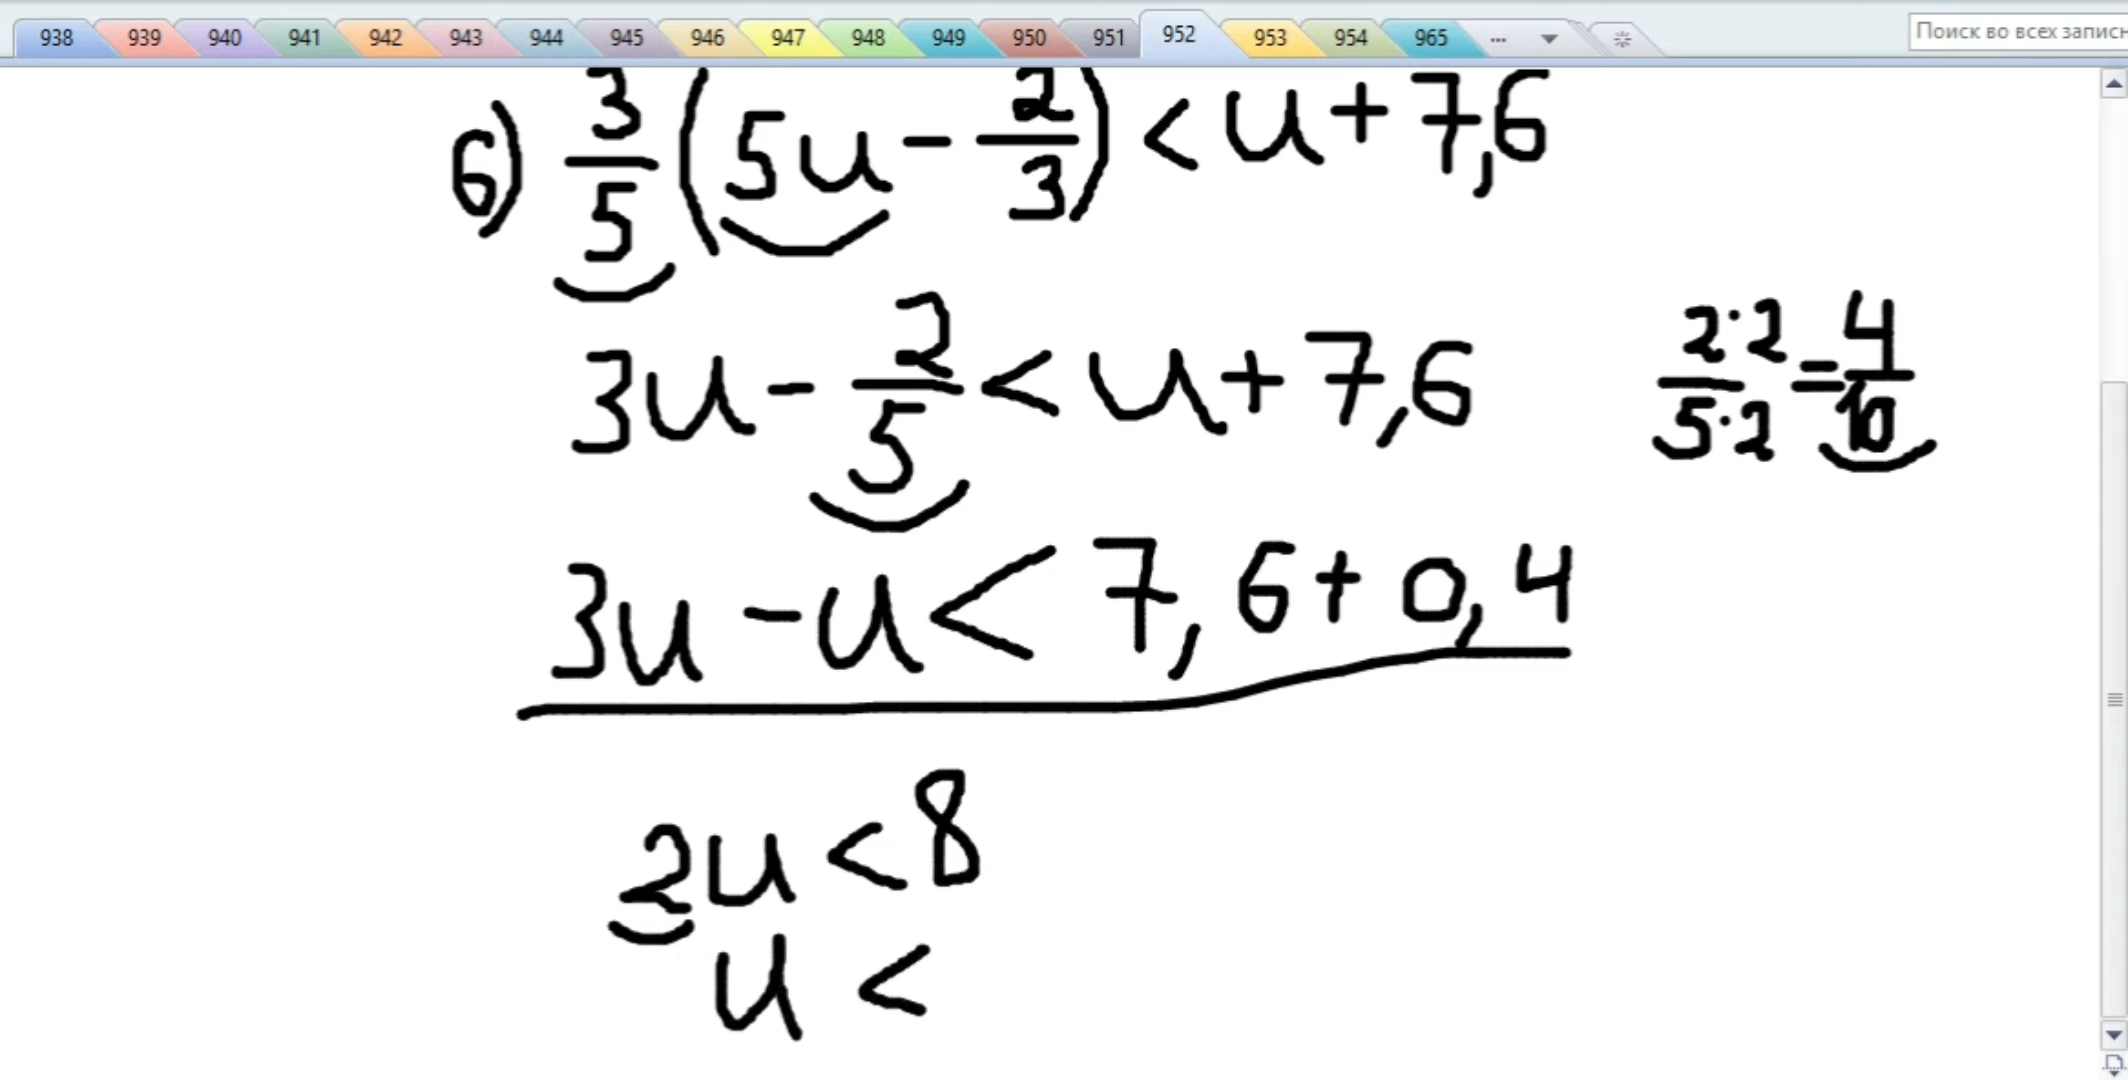 938 939 940 941 942 943 944 945 946 947 948 949 950 951 952 953 954 965 ...
Поиск во всех запис
б) 3/5 (5u - 2/3) < u + 7,6
3u - 2/5 < u + 7,6
2·2/5·2 = 4/10
3u - u < 7,6 + 0,4
2u < 8
u <